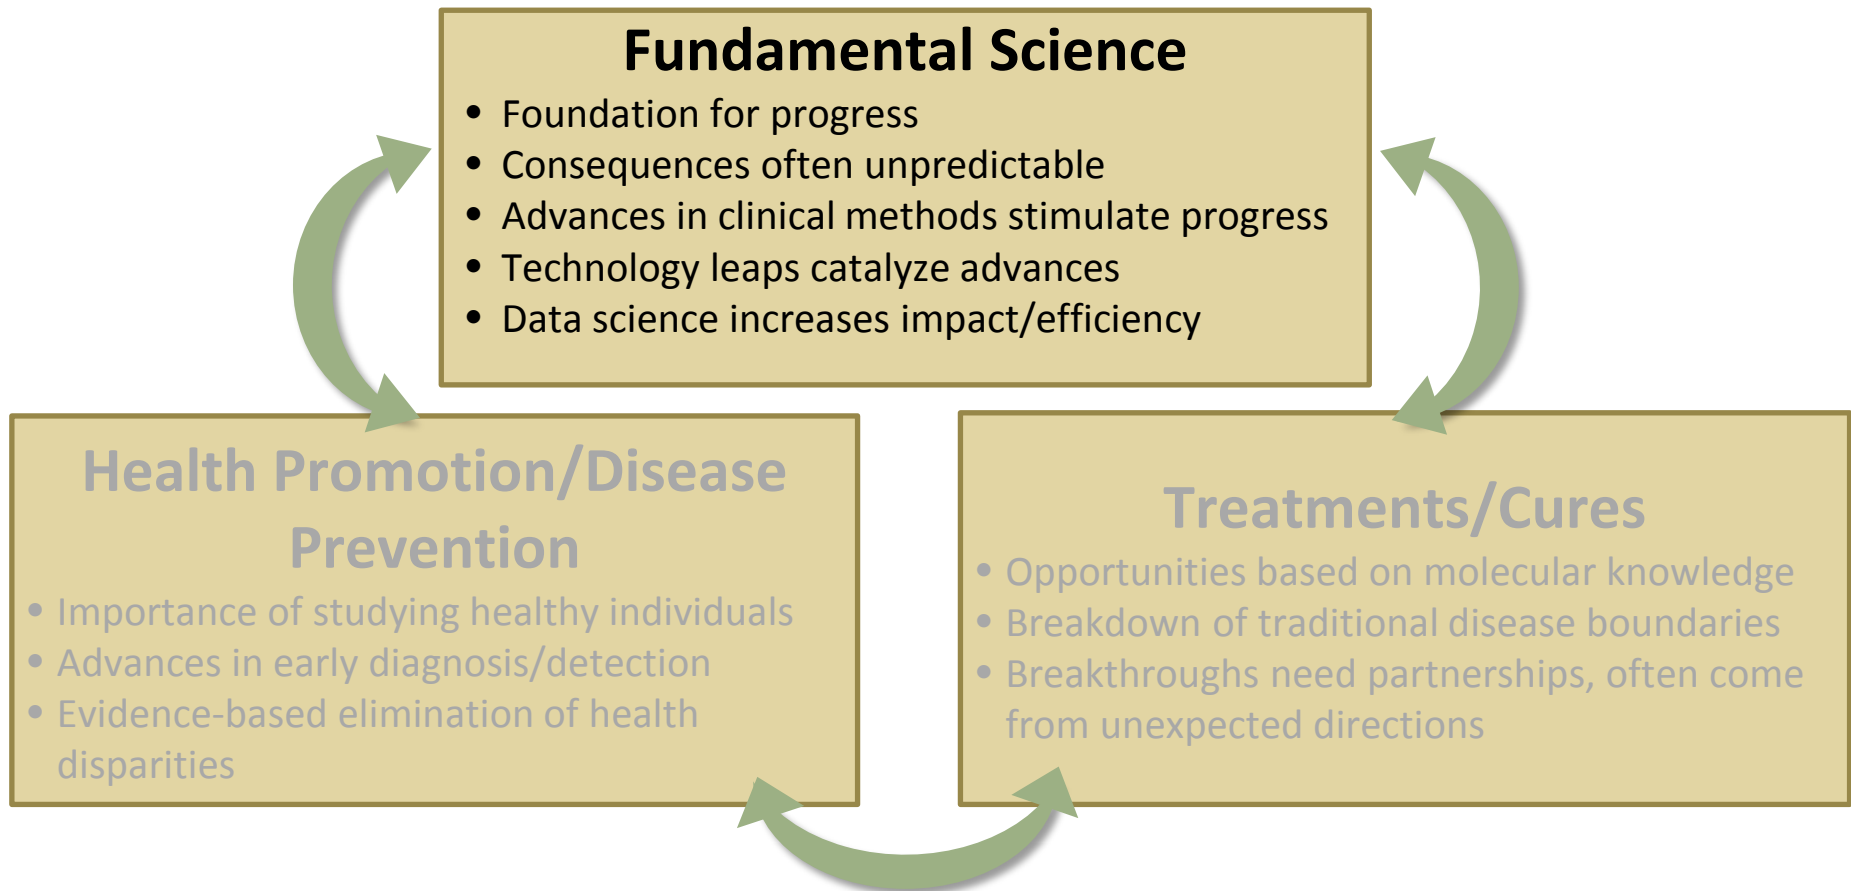 Fundamental Science
• Foundation for progress
• Consequences often unpredictable
• Advances in clinical methods stimulate progress
• Technology leaps catalyze advances
• Data science increases impact/efficiency
Health Promotion/Disease
Prevention
• Importance of studying healthy individuals
• Advances in early diagnosis/detection
• Evidence-based elimination of health
disparities
Treatments/Cures
• Opportunities based on molecular knowledge
• Breakdown of traditional disease boundaries
• Breakthroughs need partnerships, often come
from unexpected directions